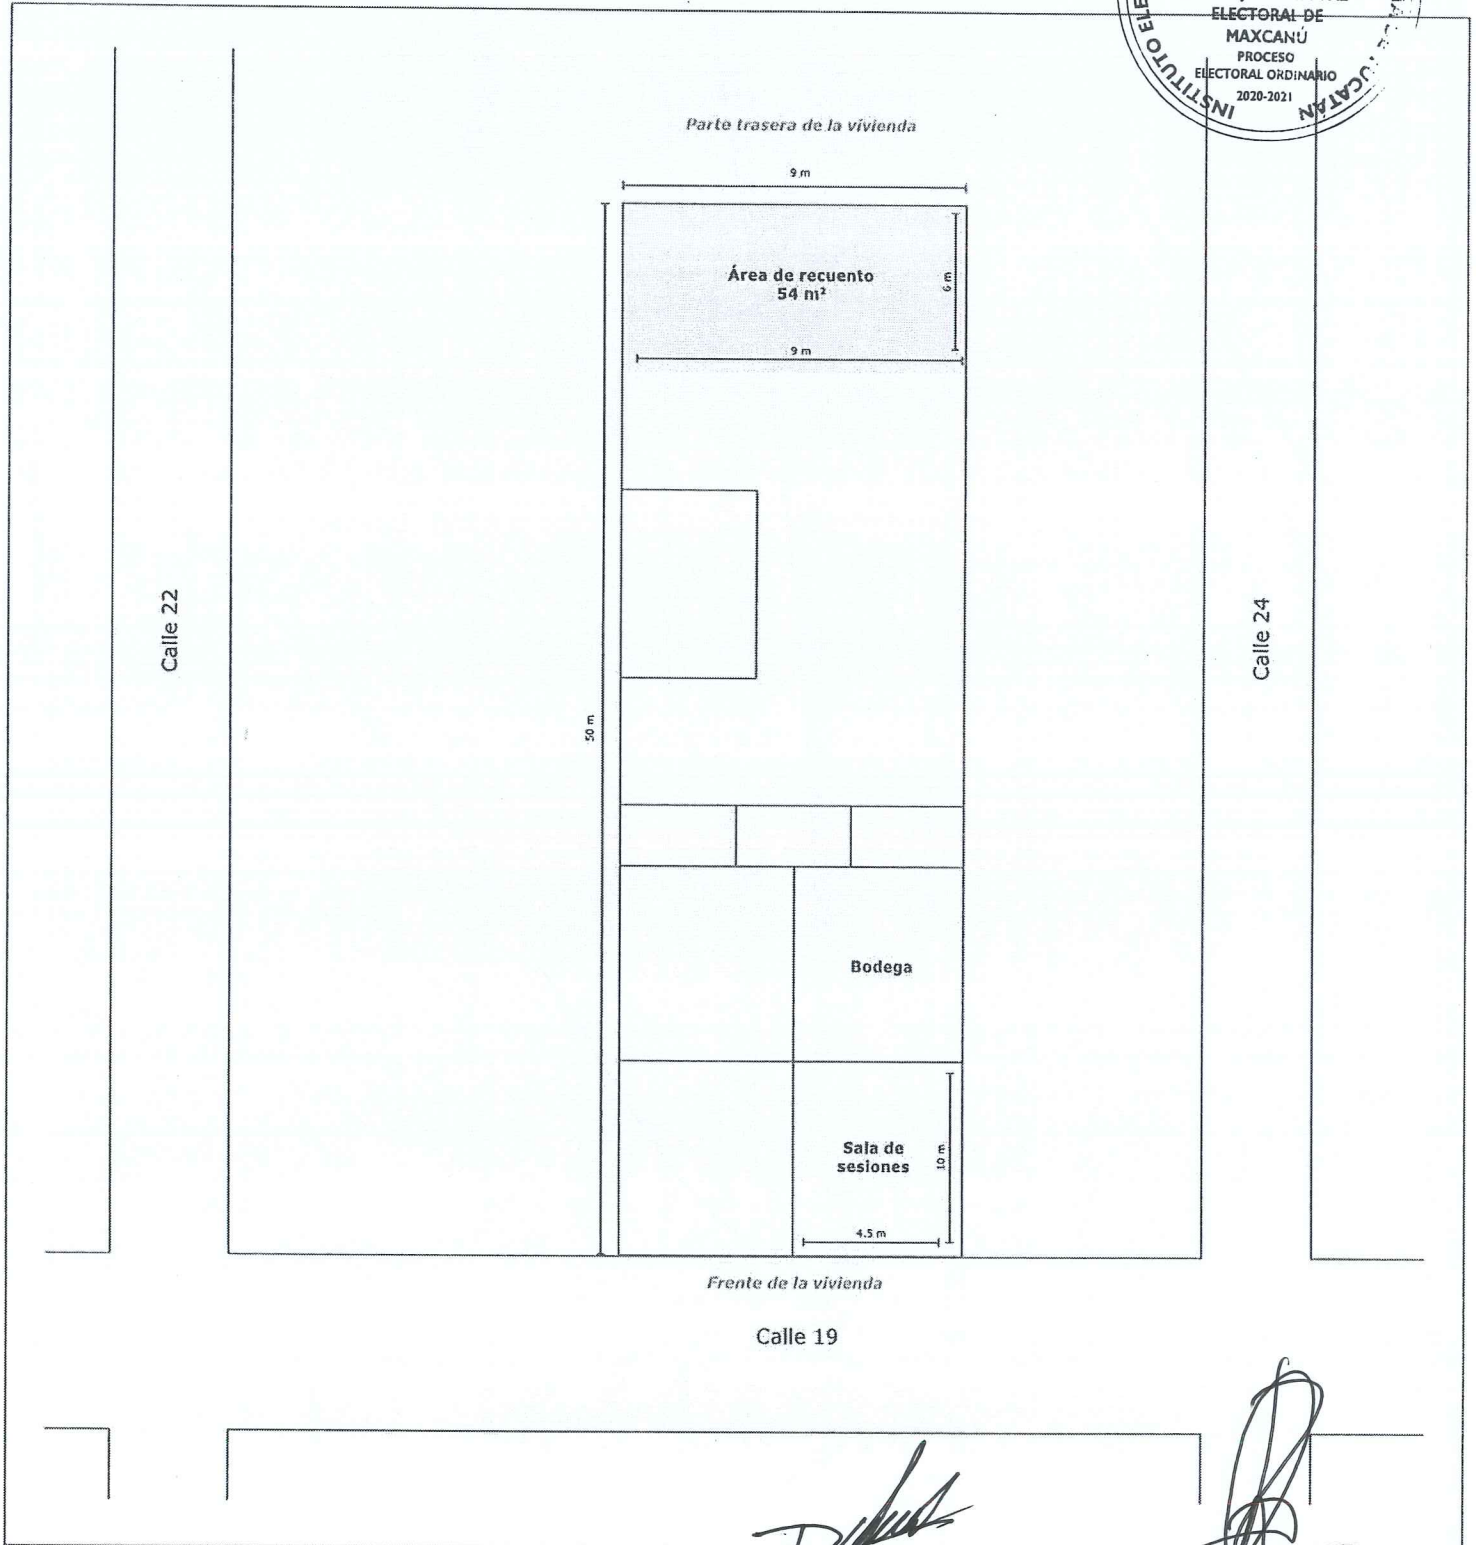 ELECTORAL DE
MAXCANÚ
PROCESO
ELECTORAL ORDINARIO
2020-2021
INSTITUTO
YUCATÁN
Parte trasera de la vivienda
9 m
Área de recuento
54 m²
6 m
9 m
Calle 22
Calle 24
50 m
Bodega
Sala de
sesiones
10 m
4.5 m
Frente de la vivienda
Calle 19